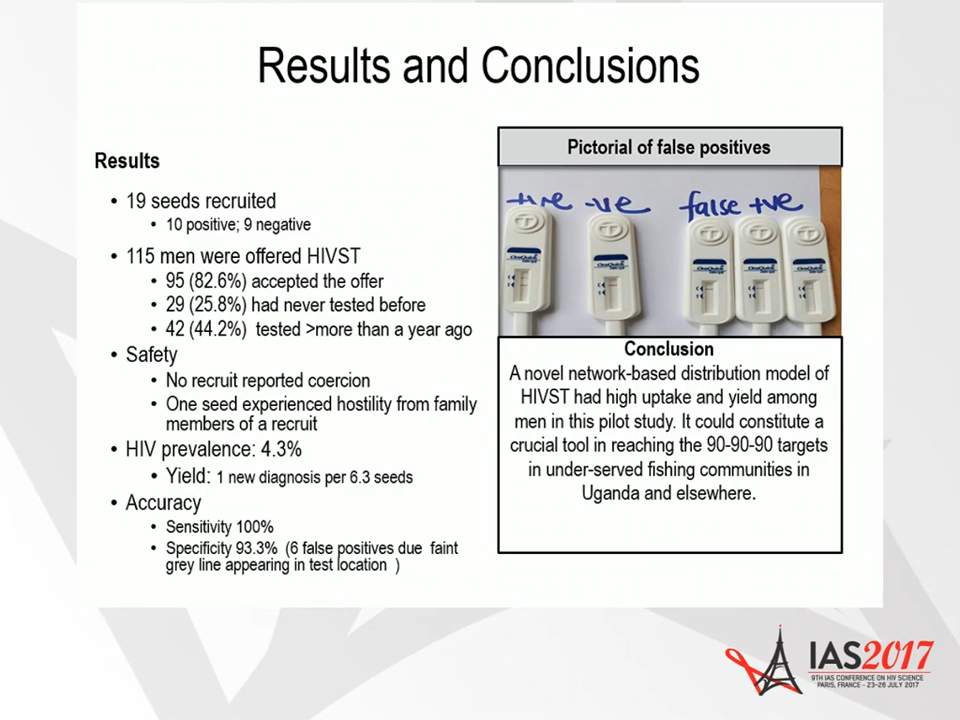 Results and Conclusions
Results
• 19 seeds recruited
• 10 positive; 9 negative
• 115 men were offered HIVST
• 95 (82.6%) accepted the offer
• 29 (25.8%) had never tested before
• 42 (44.2%) tested >more than a year ago
• Safety
• No recruit reported coercion
• One seed experienced hostility from family
members of a recruit
• HIV prevalence: 4.3%
• Yield: 1 new diagnosis per 6.3 seeds
• Accuracy
• Sensitivity 100%
• Specificity 93.3% (6 false positives due faint
grey line appearing in test location )
Pictorial of false positives
+ive -ve false +ve
Conclusion
A novel network-based distribution model of
HIVST had high uptake and yield among
men in this pilot study. It could constitute a
crucial tool in reaching the 90-90-90 targets
in under-served fishing communities in
Uganda and elsewhere.
IAS2017
9TH IAS CONFERENCE ON HIV SCIENCE
PARIS, FRANCE - 23-26 JULY 2017